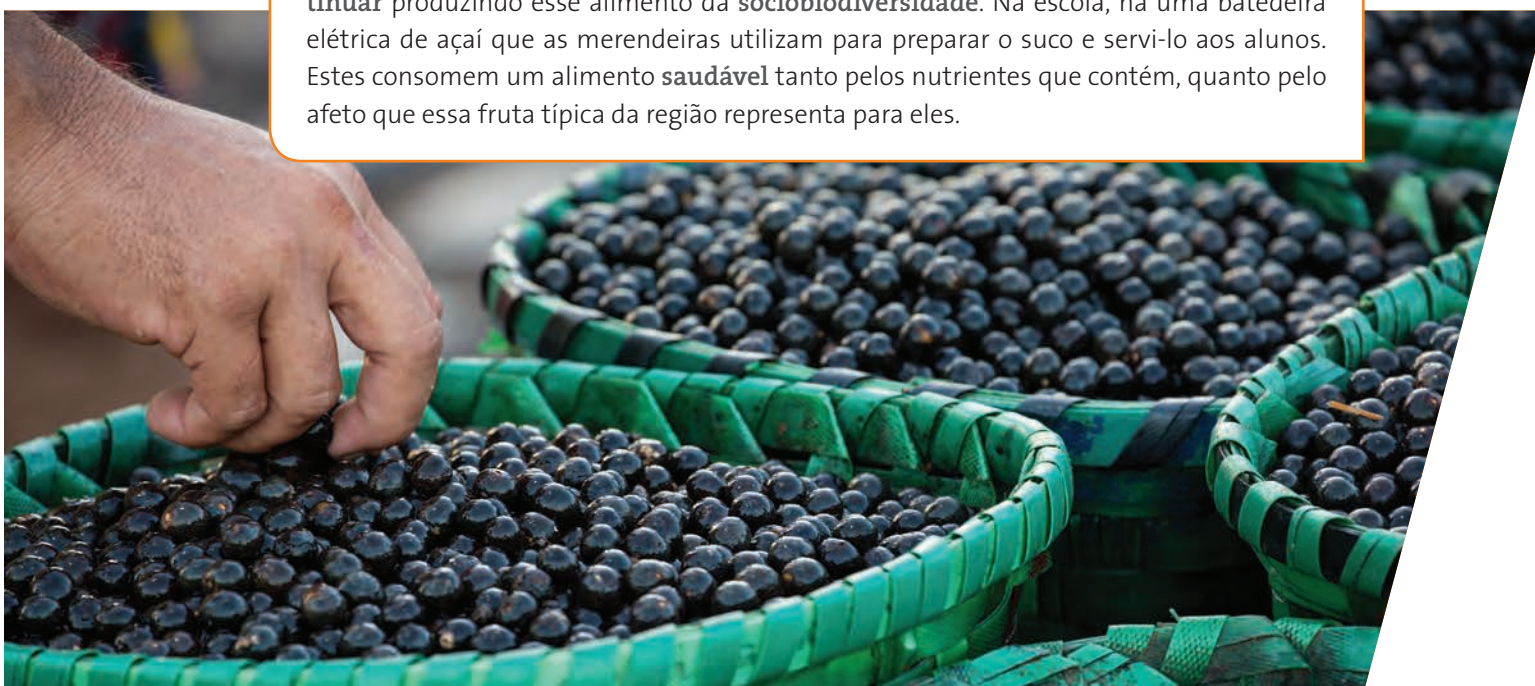 tinuar produzindo esse alimento da sociobiodiversidade. Na escola, há uma batedeira
elétrica de açaí que as merendeiras utilizam para preparar o suco e servi-lo aos alunos.
Estes consomem um alimento saudável tanto pelos nutrientes que contém, quanto pelo
afeto que essa fruta típica da região representa para eles.